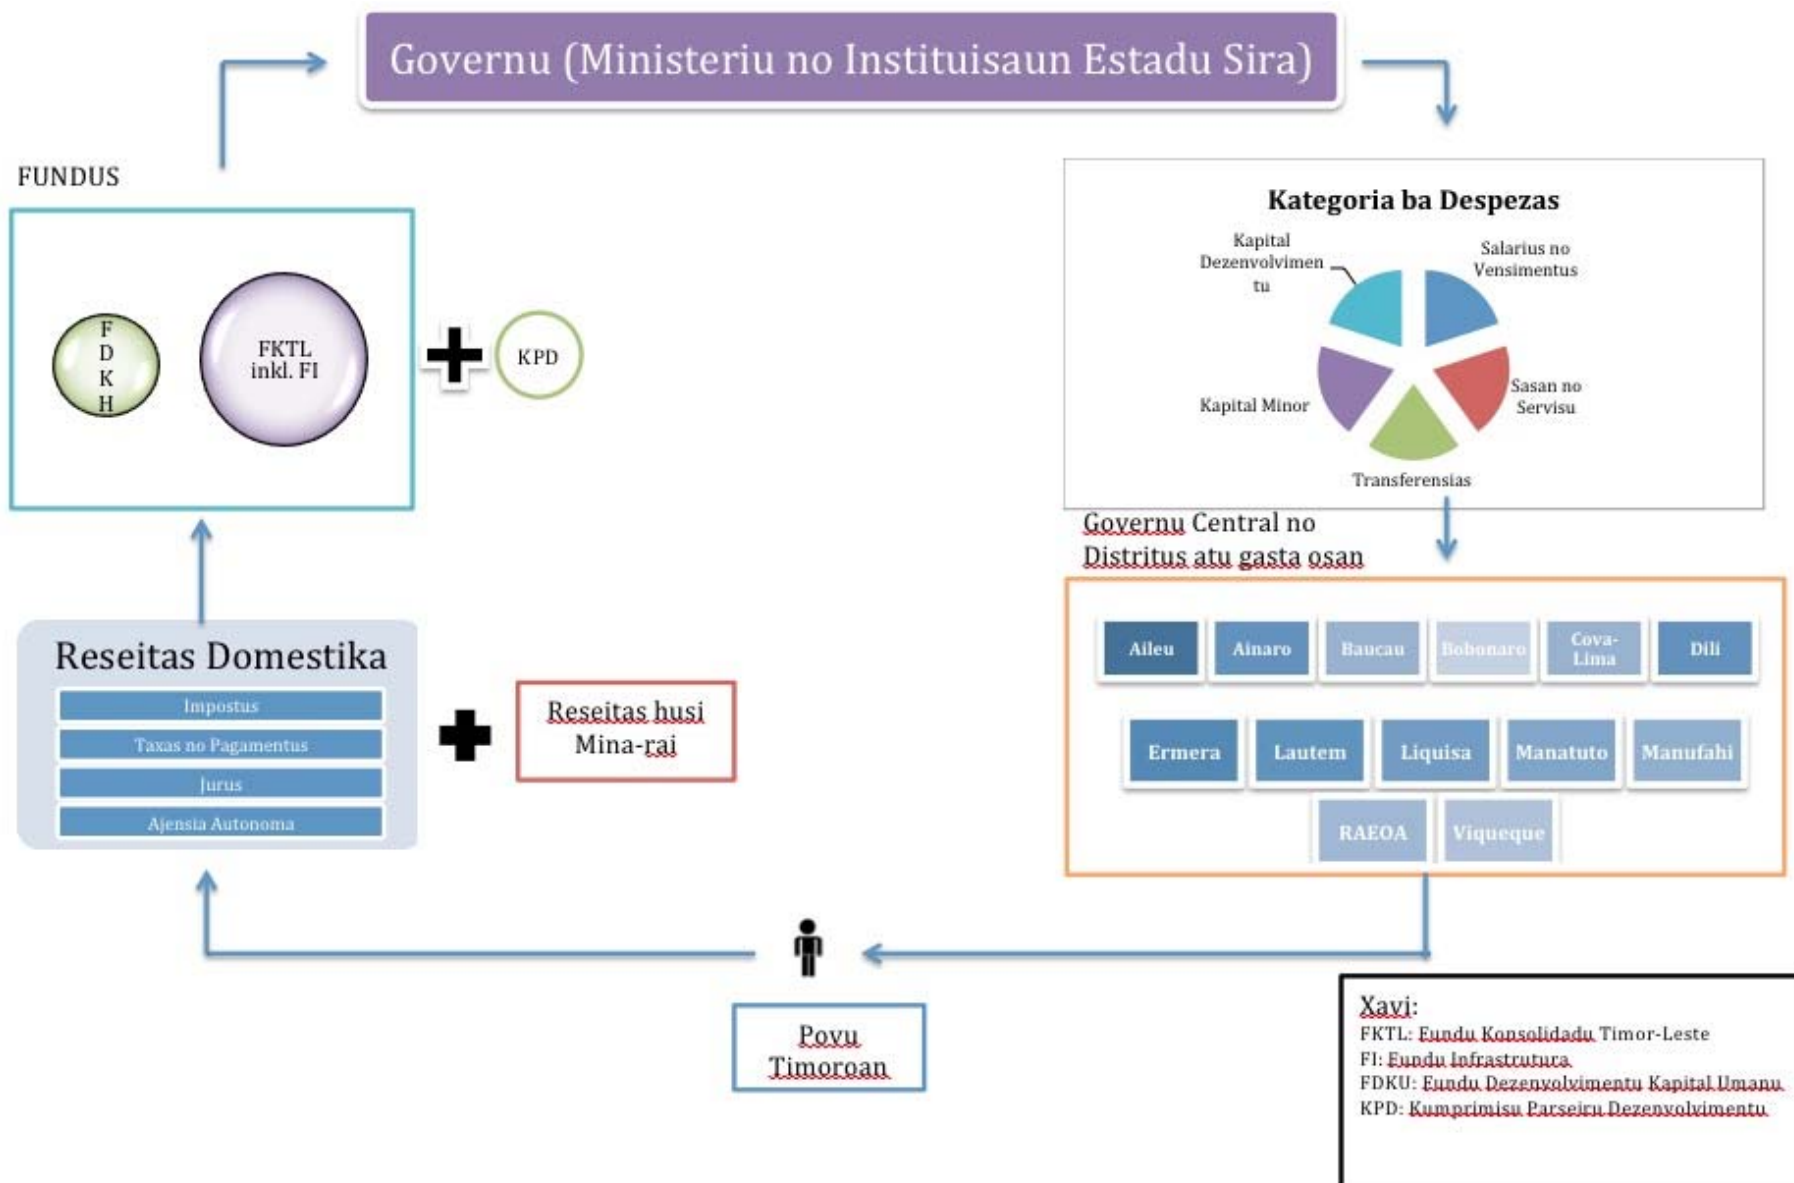 Governu (Ministeriu no Instituisaun Estadu Sira)
FUNDUS
F
D
K
H
FKTL
inkl. FI
KPD
Kategoria ba Despezas
Kapital
Dezenvolvimen
tu
Salarius no
Vensimentus
Kapital Minor
Sasan no
Servisu
Transferensias
Governu Central no
Distritus atu gasta osan
Aileu
Ainaro
Baucau
Bobonaro
Cova-
Lima
Dili
Ermera
Lautem
Liquisa
Manatuto
Manufahi
RAEOA
Viqueque
Reseitas Domestika
Impostus
Taxas no Pagamentus
Jurus
Ajensia Autonoma
Reseitas husi
Mina-rai
Povu
Timoroan
Xavi:
FKTL: Fundu Konsolidadu Timor-Leste
FI: Fundu Infrastrutura
FDKU: Fundu Dezenvolvimentu Kapital Umanu
KPD: Kumprimisu Parseiru Dezenvolvimentu